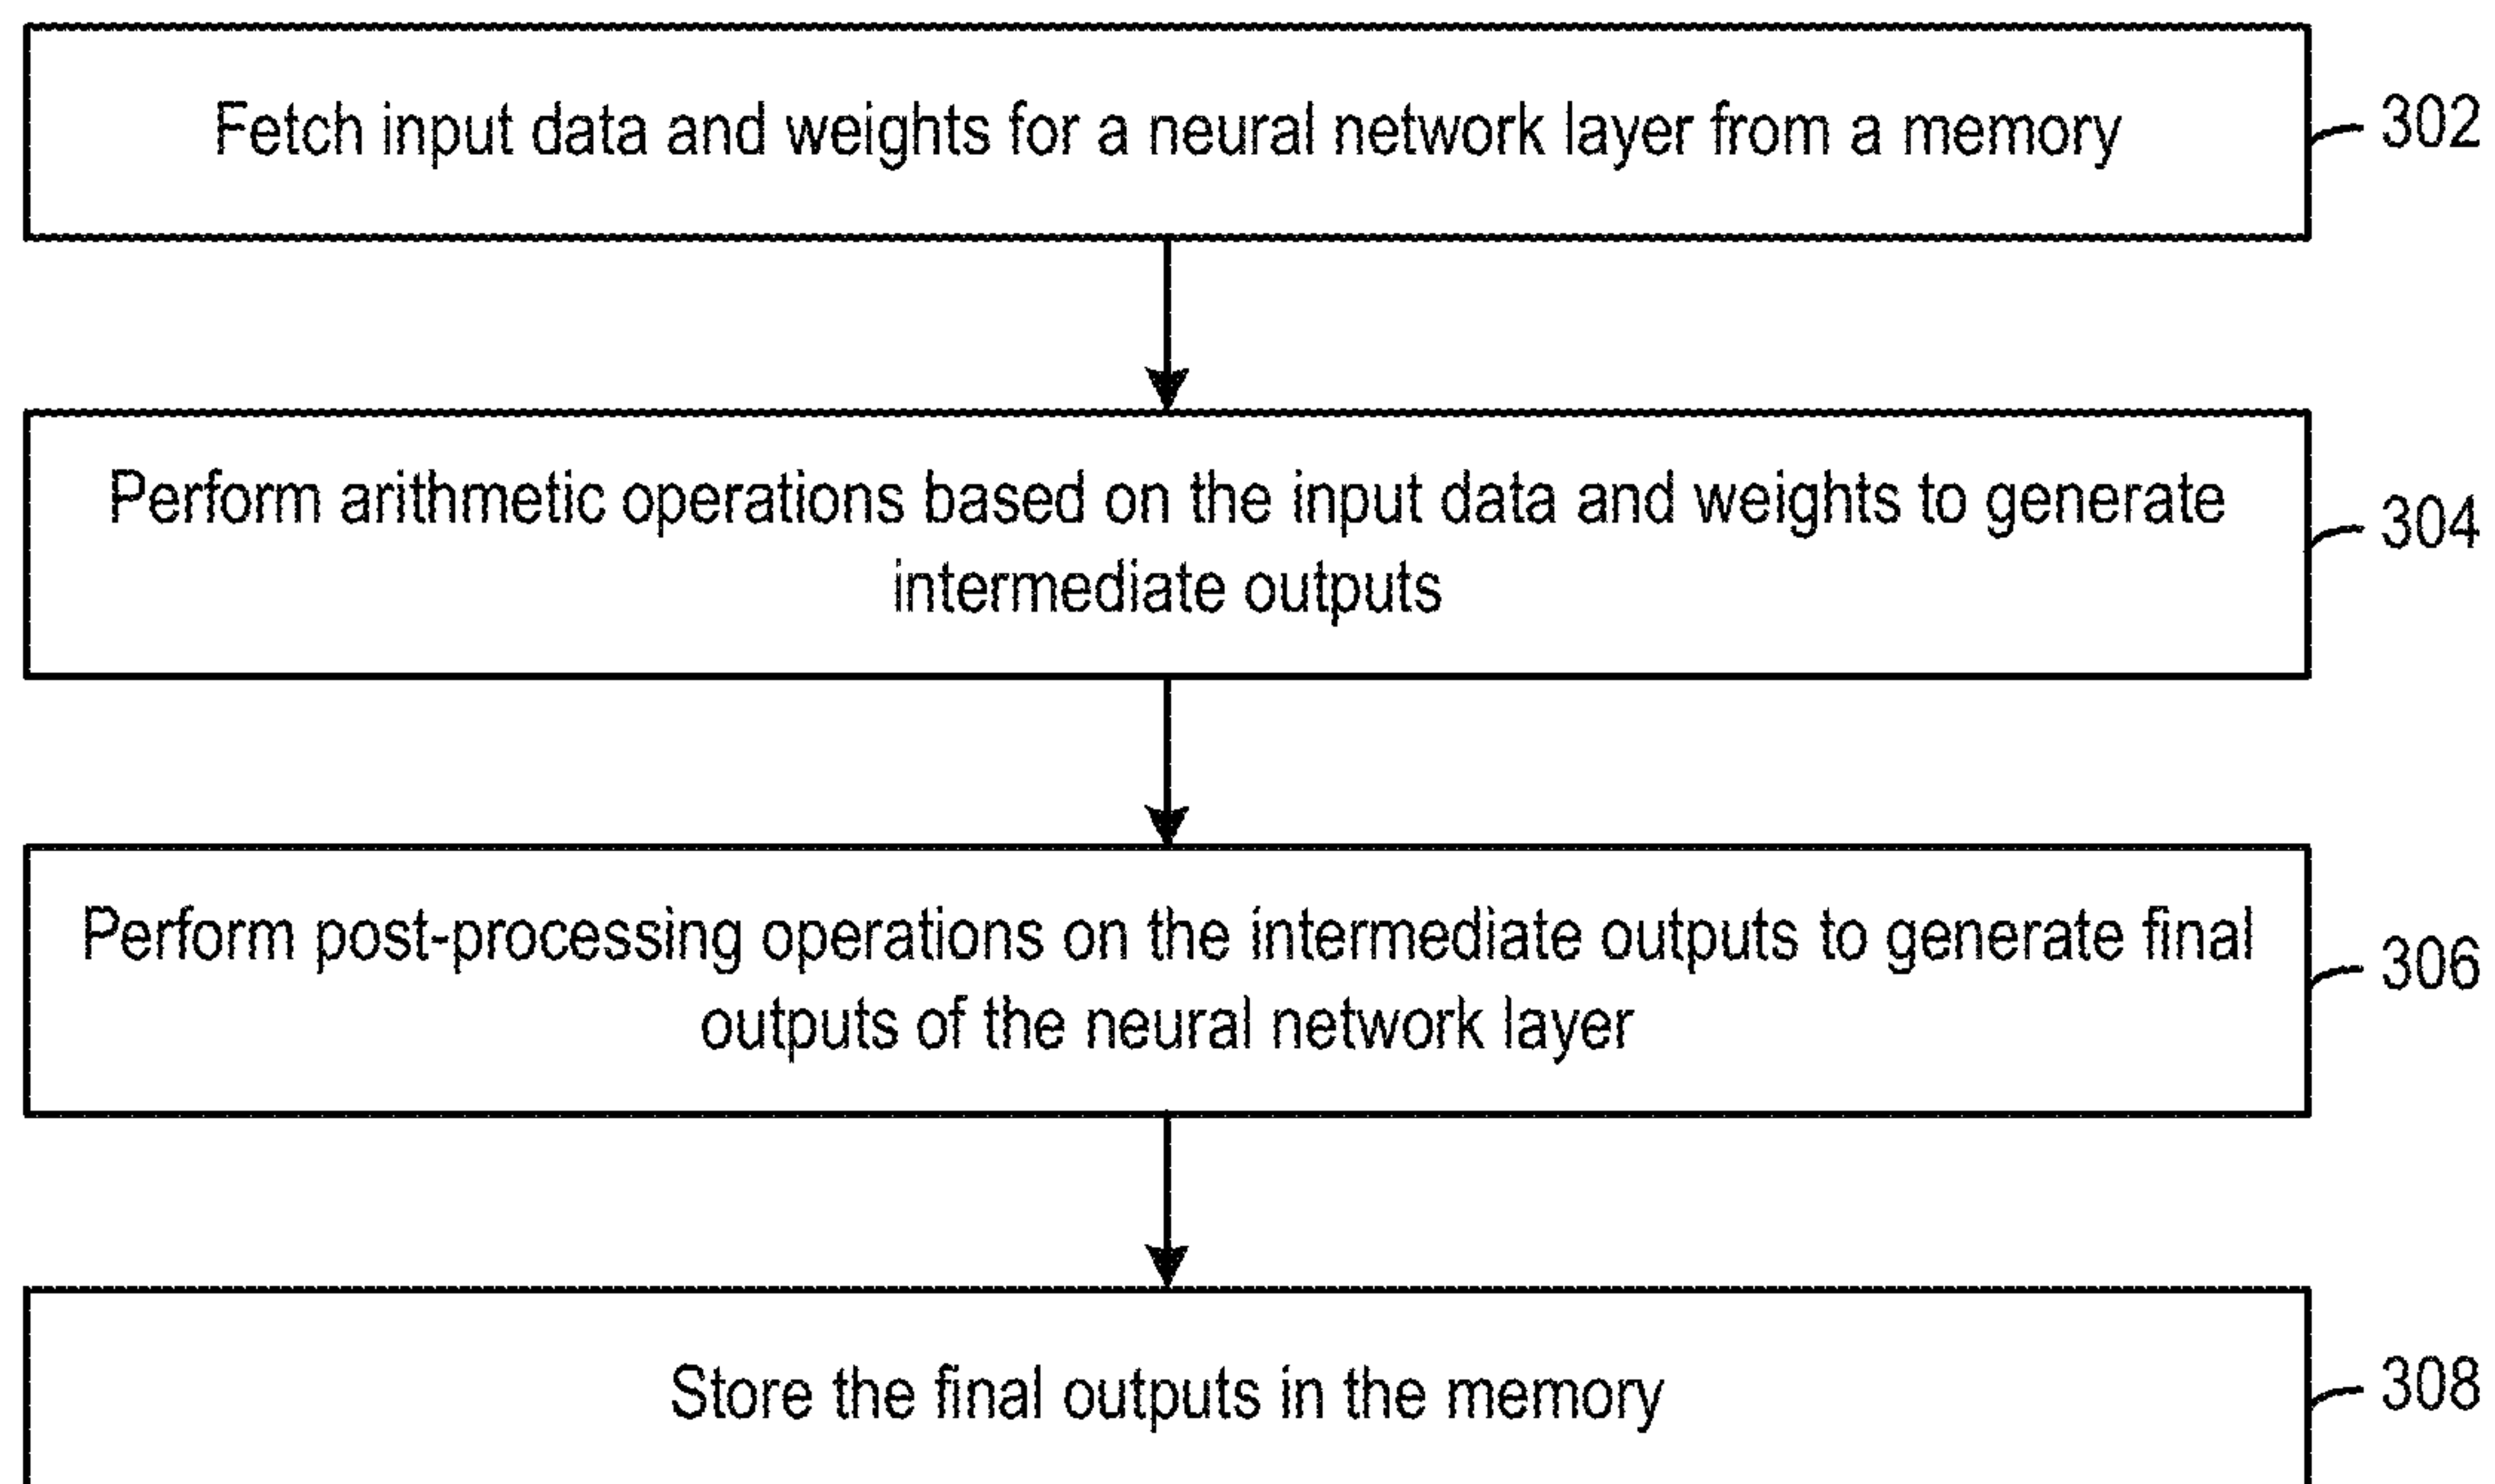 Fetch input data and weights for a neural network layer from a memory
302
Perform arithmetic operations based on the input data and weights to generate
intermediate outputs
304
Perform post-processing operations on the intermediate outputs to generate final
outputs of the neural network layer
306
Store the final outputs in the memory
308